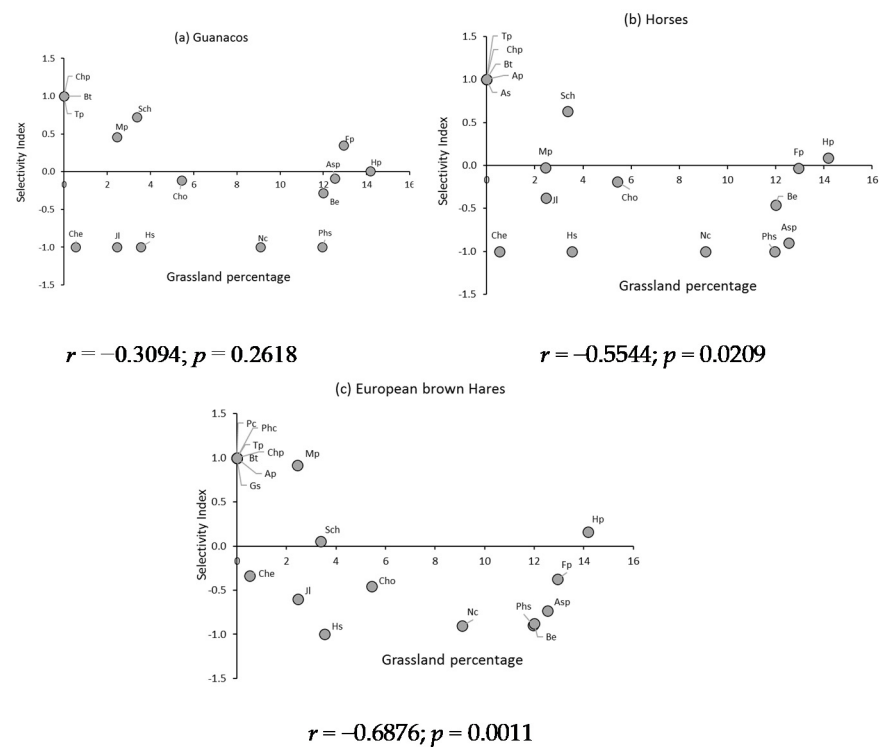 (a) Guanacos
1.5
1.0
0.5
0.0
-0.5
-1.0
-1.5
0 2 4 6 8 10 12 14 16
Selectivity Index
Grassland percentage
Chp
Bt
Tp
Mp
Sch
Cho
Fp
Asp
Hp
Be
Che
Jl
Hs
Nc
Phs
r = −0.3094; p = 0.2618
(b) Horses
1.5
1.0
0.5
0.0
-0.5
-1.0
-1.5
0 2 4 6 8 10 12 14 16
Selectivity Index
Grassland percentage
Tp
Chp
Bt
Ap
As
Sch
Mp
Jl
Cho
Fp
Hp
Be
Che
Hs
Nc
Phs
Asp
r = −0.5544; p = 0.0209
(c) European brown Hares
1.5
1.0
0.5
0.0
-0.5
-1.0
-1.5
0 2 4 6 8 10 12 14 16
Selectivity Index
Grassland percentage
Pc
Phc
Tp
Chp
Bt
Ap
Gs
Mp
Sch
Hp
Che
Jl
Cho
Fp
Hs
Nc
Phs
Asp
Be
r = −0.6876; p = 0.0011